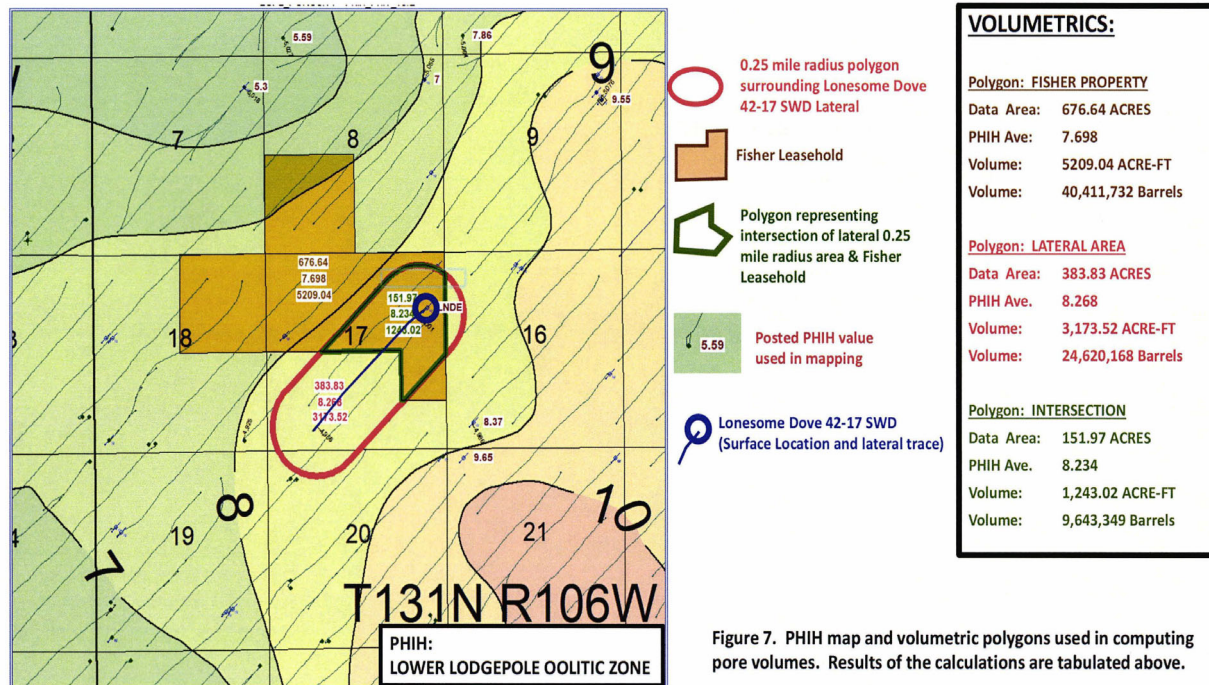 5.59
7.86
5.3
7
9
9.55
7
8
9
676.64
7.698
5209.04
151.97
8.234
1243.02
LNDE
18
17
16
383.83
8.268
3173.52
8.37
9.65
8
19
20
21
10
7
T131N R106W
PHIH:
LOWER LODGEPOLE OOLITIC ZONE
0.25 mile radius polygon
surrounding Lonesome Dove
42-17 SWD Lateral
Fisher Leasehold
Polygon representing
intersection of lateral 0.25
mile radius area & Fisher
Leasehold
5.59
Posted PHIH value
used in mapping
Lonesome Dove 42-17 SWD
(Surface Location and lateral trace)
VOLUMETRICS:
Polygon: FISHER PROPERTY
Data Area: 676.64 ACRES
PHIH Ave: 7.698
Volume: 5209.04 ACRE-FT
Volume: 40,411,732 Barrels
Polygon: LATERAL AREA
Data Area: 383.83 ACRES
PHIH Ave. 8.268
Volume: 3,173.52 ACRE-FT
Volume: 24,620,168 Barrels
Polygon: INTERSECTION
Data Area: 151.97 ACRES
PHIH Ave. 8.234
Volume: 1,243.02 ACRE-FT
Volume: 9,643,349 Barrels
Figure 7. PHIH map and volumetric polygons used in computing
pore volumes. Results of the calculations are tabulated above.